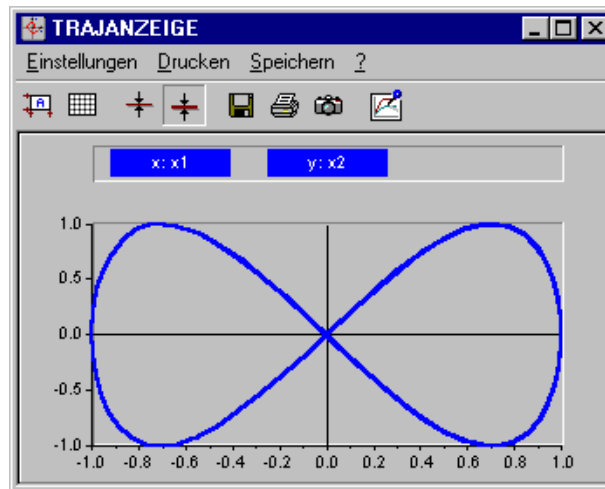 TRAJANZEIGE
Einstellungen Drucken Speichern ?
A
x: x1 y: x2
1.0
0.5
0.0
-0.5
-1.0
-1.0 -0.8 -0.6 -0.4 -0.2 0.0 0.2 0.4 0.6 0.8 1.0